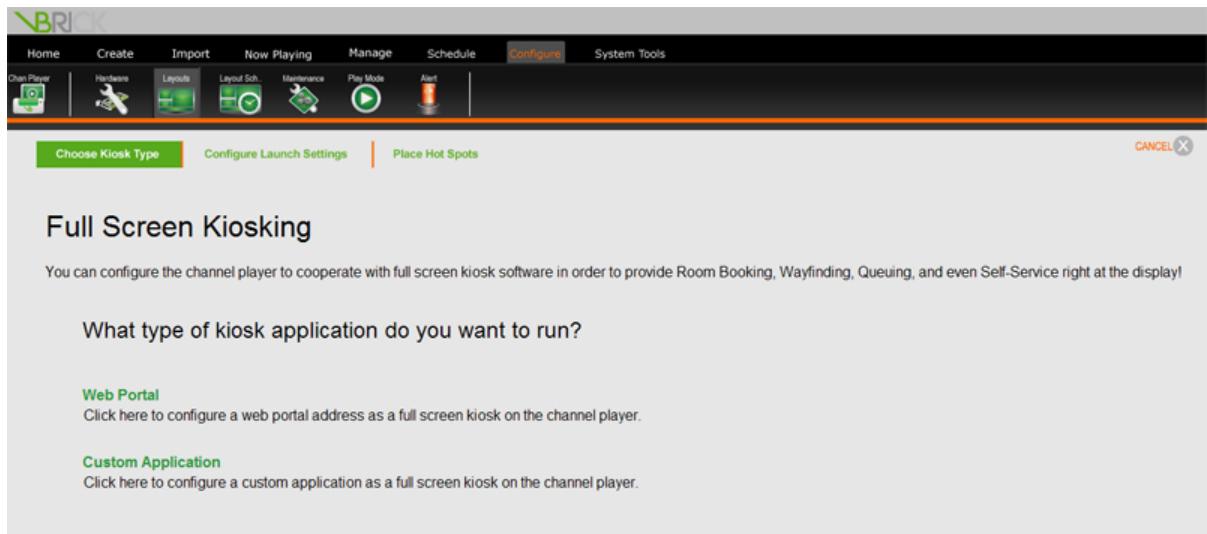 VBRICK
Home Create Import Now Playing Manage Schedule Configure System Tools
Chan Player Hardware Layouts Layout Sch.. Maintenance Play Mode Alert
Choose Kiosk Type Configure Launch Settings Place Hot Spots CANCEL X
Full Screen Kiosking
You can configure the channel player to cooperate with full screen kiosk software in order to provide Room Booking, Wayfinding, Queuing, and even Self-Service right at the display!
What type of kiosk application do you want to run?
Web Portal
Click here to configure a web portal address as a full screen kiosk on the channel player.
Custom Application
Click here to configure a custom application as a full screen kiosk on the channel player.